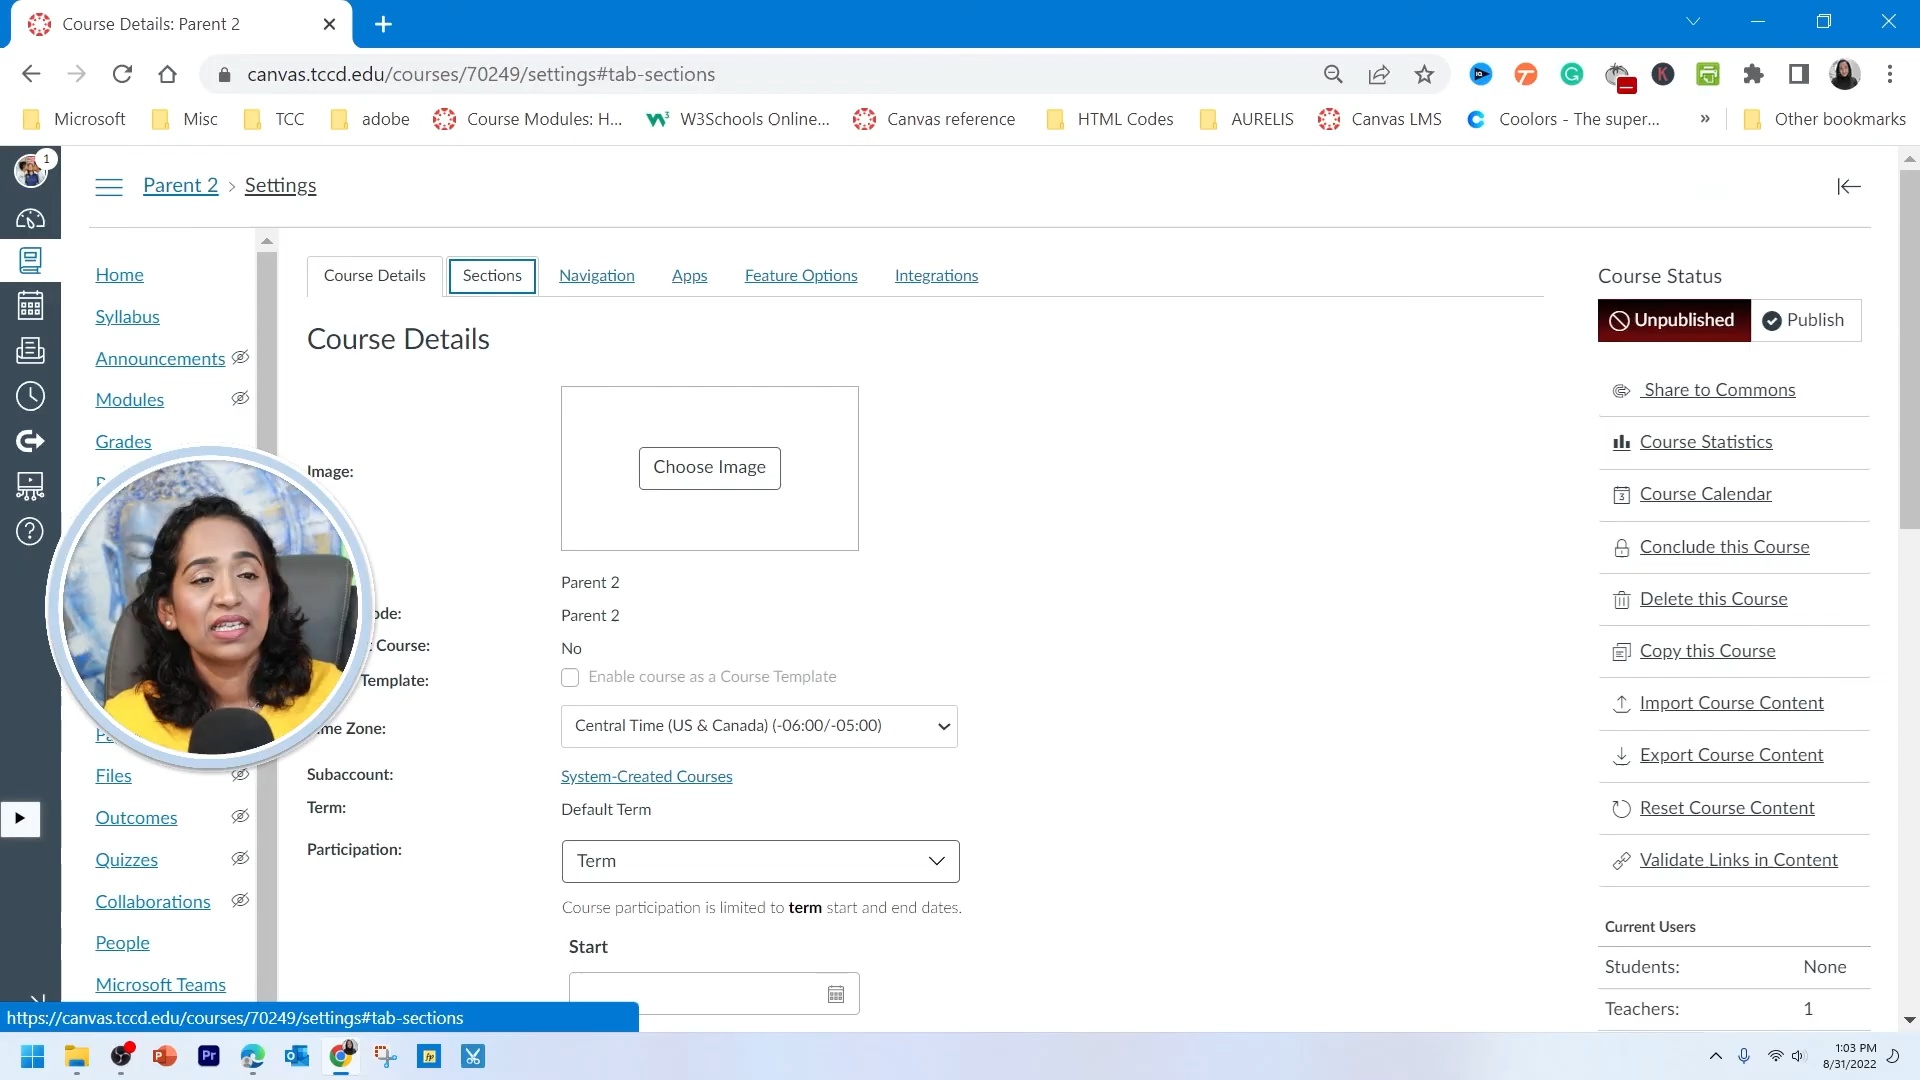 Course Details: Parent 2
canvas.tccd.edu/courses/70249/settings#tab-sections
Microsoft
Misc
TCC
adobe
Course Modules: H...
W3Schools Online...
Canvas reference
HTML Codes
AURELIS
Canvas LMS
Coolors - The super...
»
Other bookmarks
1
Parent 2 > Settings
Home
Syllabus
Announcements
Modules
Grades
Files
Outcomes
Quizzes
Collaborations
People
Microsoft Teams
Course Details
Sections
Navigation
Apps
Feature Options
Integrations
Course Details
Image:
Choose Image
Parent 2
ode:
Parent 2
Course:
No
Template:
Enable course as a Course Template
me Zone:
Central Time (US & Canada) (-06:00/-05:00)
Subaccount:
System-Created Courses
Term:
Default Term
Participation:
Term
Course participation is limited to term start and end dates.
Start
Course Status
Unpublished
Publish
Share to Commons
Course Statistics
Course Calendar
Conclude this Course
Delete this Course
Copy this Course
Import Course Content
Export Course Content
Reset Course Content
Validate Links in Content
Current Users
Students: None
Teachers: 1
https://canvas.tccd.edu/courses/70249/settings#tab-sections
1:03 PM
8/31/2022